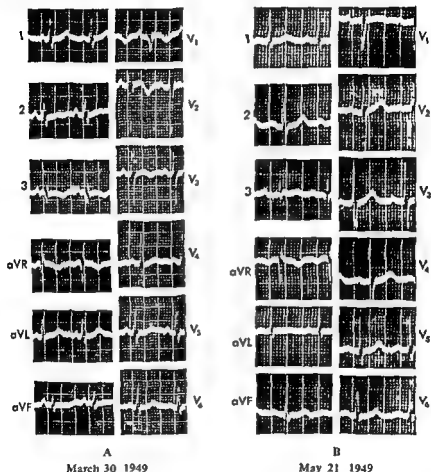 1 V₁ 1 V₁
2 V₂ 2 V₂
3 V₃ 3 V₃
aVR V₄ aVR V₄
aVL V₅ aVL V₅
aVF V₆ aVF V₆
A B
March 30 1949 May 21 1949